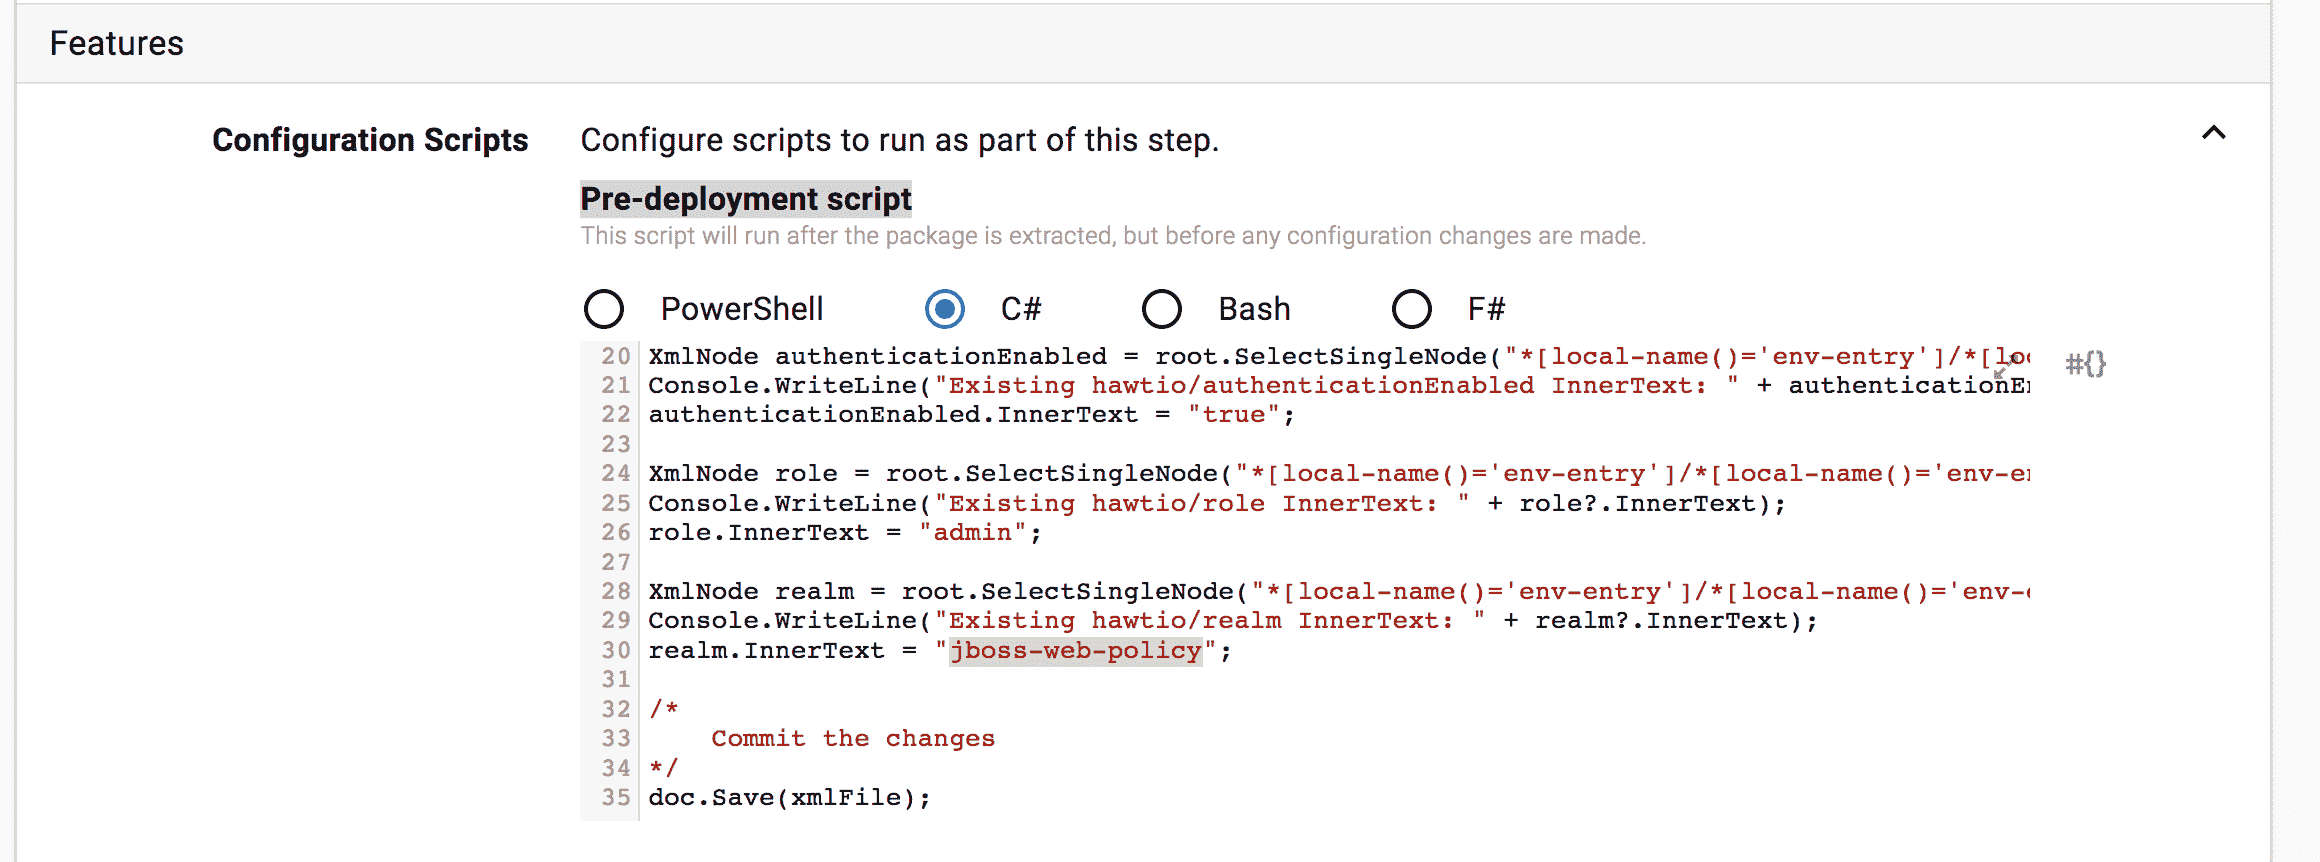 Features
Configuration Scripts
Configure scripts to run as part of this step.
Pre-deployment script
This script will run after the package is extracted, but before any configuration changes are made.
PowerShell C# Bash F#
20 XmlNode authenticationEnabled = root.SelectSingleNode("*[local-name()='env-entry']/*[loc
#{}
21 Console.WriteLine("Existing hawtio/authenticationEnabled InnerText: " + authenticationE
22 authenticationEnabled.InnerText = "true";
23
24 XmlNode role = root.SelectSingleNode("*[local-name()='env-entry']/*[local-name()='env-e
25 Console.WriteLine("Existing hawtio/role InnerText: " + role?.InnerText);
26 role.InnerText = "admin";
27
28 XmlNode realm = root.SelectSingleNode("*[local-name()='env-entry']/*[local-name()='env-
29 Console.WriteLine("Existing hawtio/realm InnerText: " + realm?.InnerText);
30 realm.InnerText = "jboss-web-policy";
31
32 /*
33 Commit the changes
34 */
35 doc.Save(xmlFile);